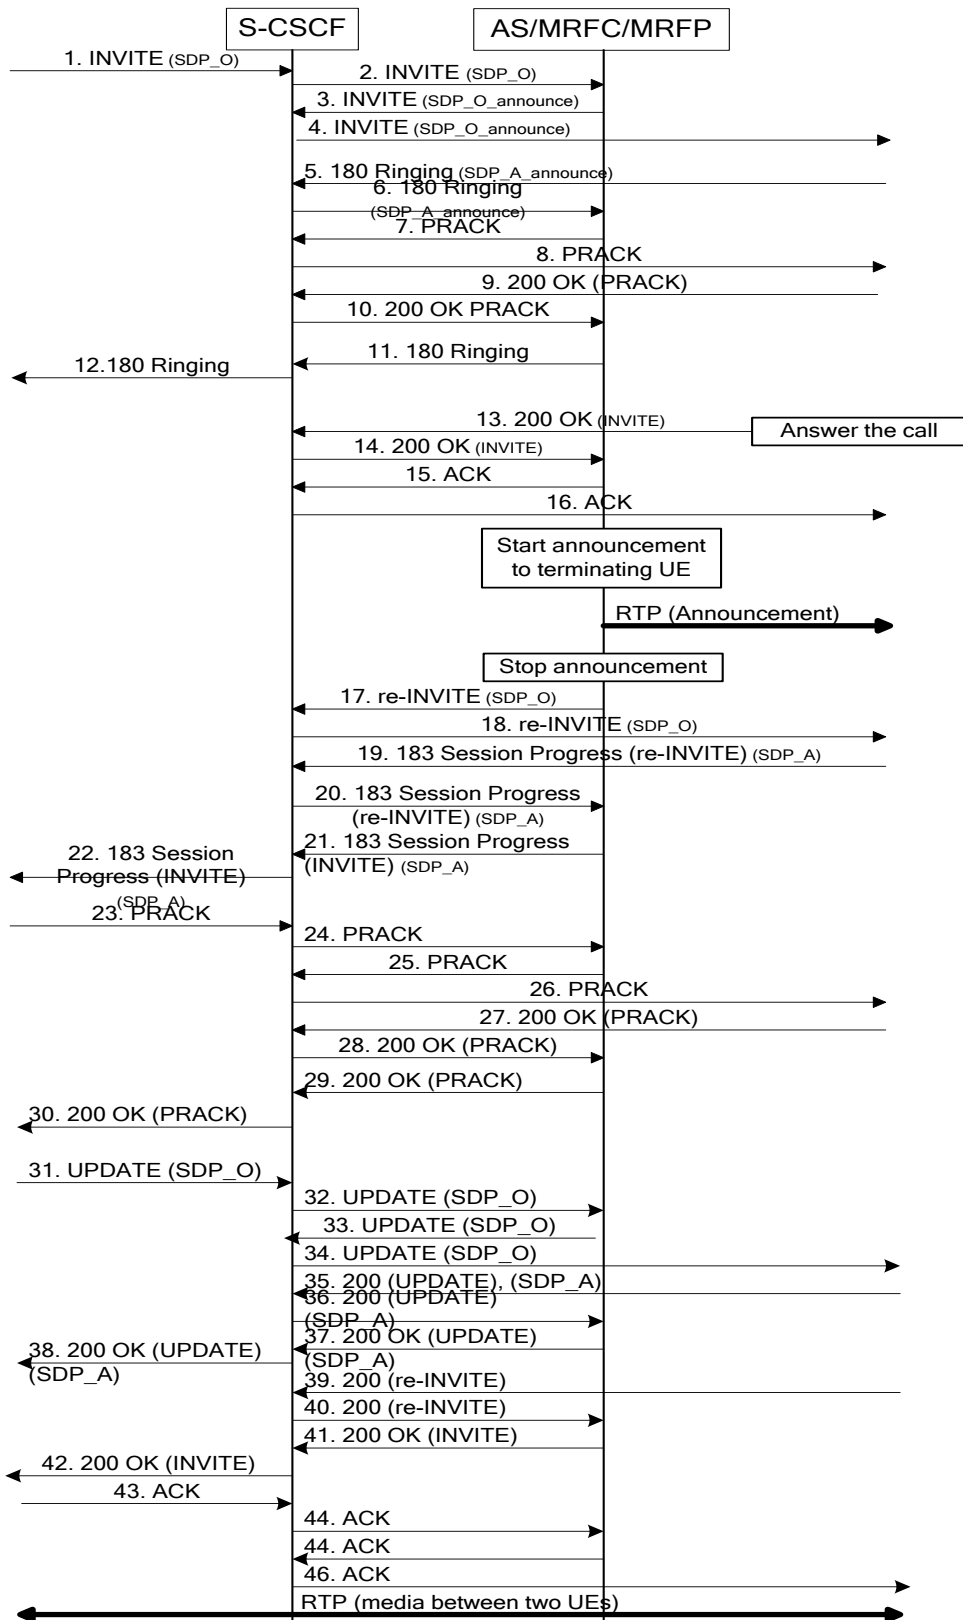 S-CSCF
AS/MRFC/MRFP
1. INVITE (SDP_O)
2. INVITE (SDP_O)
3. INVITE (SDP_O_announce)
4. INVITE (SDP_O_announce)
5. 180 Ringing (SDP_A_announce)
6. 180 Ringing
(SDP_A_announce)
7. PRACK
8. PRACK
9. 200 OK (PRACK)
10. 200 OK PRACK
11. 180 Ringing
12.180 Ringing
13. 200 OK (INVITE)
Answer the call
14. 200 OK (INVITE)
15. ACK
16. ACK
Start announcement
to terminating UE
RTP (Announcement)
Stop announcement
17. re-INVITE (SDP_O)
18. re-INVITE (SDP_O)
19. 183 Session Progress (re-INVITE) (SDP_A)
20. 183 Session Progress
(re-INVITE) (SDP_A)
21. 183 Session Progress
(INVITE) (SDP_A)
22. 183 Session
Progress (INVITE)
(SDP_A)
23. PRACK
24. PRACK
25. PRACK
26. PRACK
27. 200 OK (PRACK)
28. 200 OK (PRACK)
29. 200 OK (PRACK)
30. 200 OK (PRACK)
31. UPDATE (SDP_O)
32. UPDATE (SDP_O)
33. UPDATE (SDP_O)
34. UPDATE (SDP_O)
35. 200 (UPDATE), (SDP_A)
36. 200 (UPDATE)
(SDP_A)
37. 200 OK (UPDATE)
(SDP_A)
38. 200 OK (UPDATE)
(SDP_A)
39. 200 (re-INVITE)
40. 200 (re-INVITE)
41. 200 OK (INVITE)
42. 200 OK (INVITE)
43. ACK
44. ACK
44. ACK
46. ACK
RTP (media between two UEs)